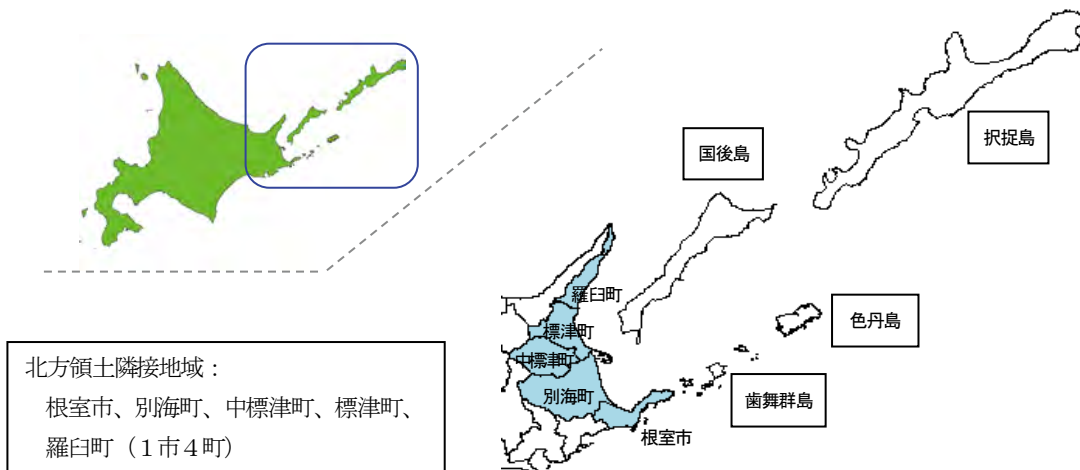 国後島
択捉島
羅臼町
標津町
色丹島
中標津町
別海町
歯舞群島
根室市
北方領土隣接地域：
根室市、別海町、中標津町、標津町、
羅臼町（１市４町）